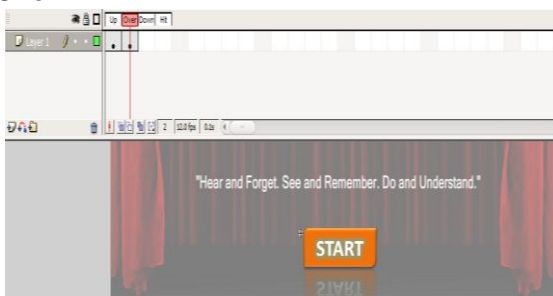 Up Over Down Hit
Layer 1
2 12.0 fps 0.1s
"Hear and Forget. See and Remember. Do and Understand."
START
START